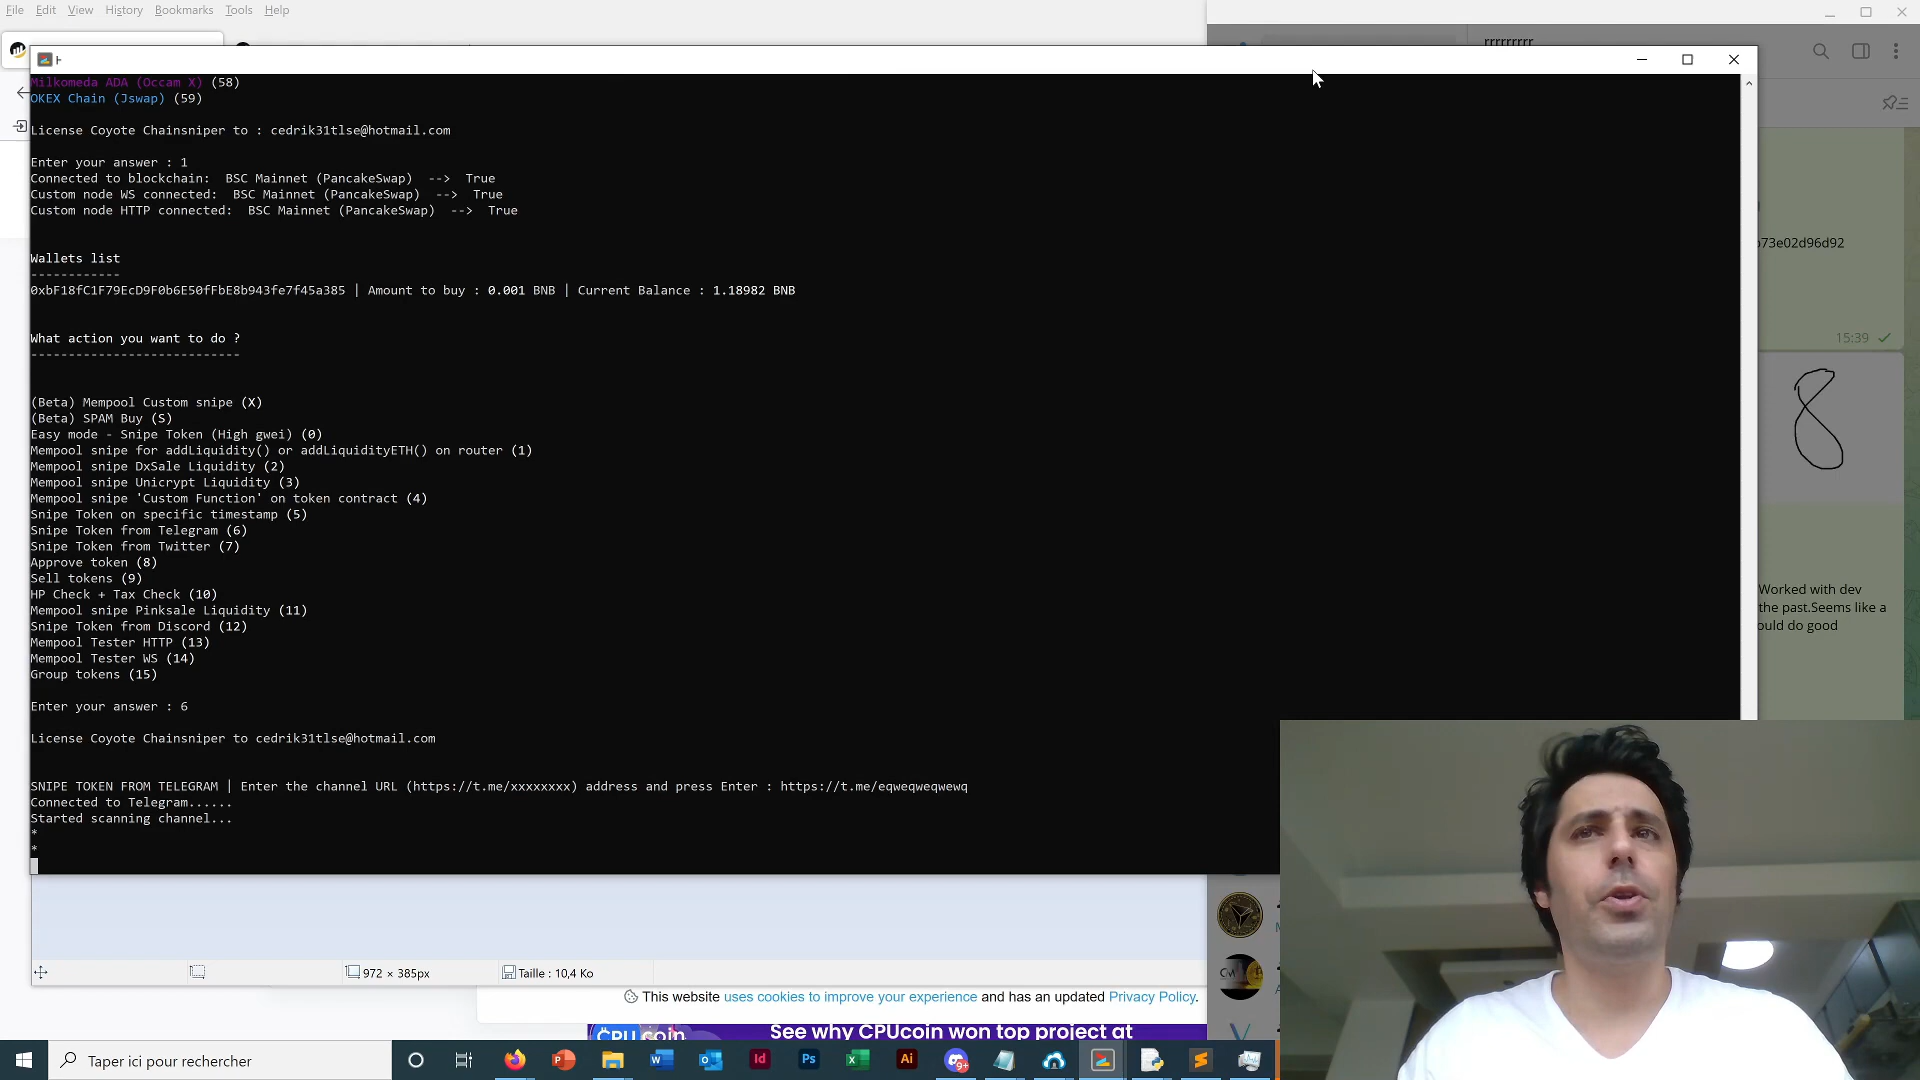 File Edit View History Bookmarks Tools Help
rrrrrrrrr
Milkomeda ADA (Occam X) (58)
OKEX Chain (Jswap) (59)
License Coyote Chainsniper to : cedrik31tlse@hotmail.com
Enter your answer : 1
Connected to blockchain:  BSC Mainnet (PancakeSwap)  -->  True
Custom node WS connected:  BSC Mainnet (PancakeSwap)  -->  True
Custom node HTTP connected:  BSC Mainnet (PancakeSwap)  -->  True
Wallets list
------------
0xbF18fC1F79EcD9F0b6E50fFbE8b943fe7f45a385 | Amount to buy : 0.001 BNB | Current Balance : 1.18982 BNB
What action you want to do ?
----------------------------
(Beta) Mempool Custom snipe (X)
(Beta) SPAM Buy (S)
Easy mode - Snipe Token (High gwei) (0)
Mempool snipe for addLiquidity() or addLiquidityETH() on router (1)
Mempool snipe DxSale Liquidity (2)
Mempool snipe Unicrypt Liquidity (3)
Mempool snipe 'Custom Function' on token contract (4)
Snipe Token on specific timestamp (5)
Snipe Token from Telegram (6)
Snipe Token from Twitter (7)
Approve token (8)
Sell tokens (9)
HP Check + Tax Check (10)
Mempool snipe Pinksale Liquidity (11)
Snipe Token from Discord (12)
Mempool Tester HTTP (13)
Mempool Tester WS (14)
Group tokens (15)
Enter your answer : 6
License Coyote Chainsniper to cedrik31tlse@hotmail.com
SNIPE TOKEN FROM TELEGRAM | Enter the channel URL (https://t.me/xxxxxxxx) address and press Enter : https://t.me/eqweqweqwewq
Connected to Telegram......
Started scanning channel...
*
*
b73e02d96d92
15:39
8
Worked with dev
the past.Seems like a
ould do good
972 × 385px
Taille : 10,4 Ko
This website uses cookies to improve your experience and has an updated Privacy Policy.
CPUcoin
See why CPUcoin won top project at
Taper ici pour rechercher